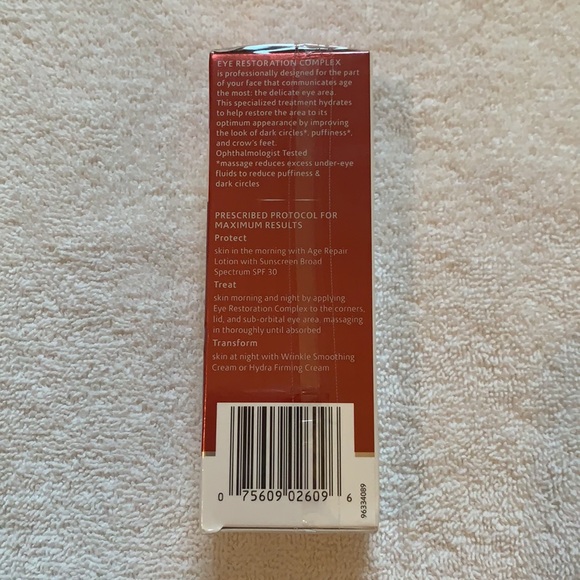 EYE RESTORATION COMPLEX
is professionally designed for the part
of your face that communicates age
the most: the delicate eye area.
This specialized treatment hydrates
to help restore the area to its
optimum appearance by improving
the look of dark circles*, puffiness*,
and crow's feet.
Ophthalmologist Tested
*massage reduces excess under-eye
fluids to reduce puffiness &
dark circles
PRESCRIBED PROTOCOL FOR
MAXIMUM RESULTS
Protect
skin in the morning with Age Repair
Lotion with Sunscreen Broad
Spectrum SPF 30
Treat
skin morning and night by applying
Eye Restoration Complex to the corners,
lid, and sub-orbital eye area, massaging
in thoroughly until absorbed
Transform
skin at night with Wrinkle Smoothing
Cream or Hydra Firming Cream
0 75609 02609 6
96334089